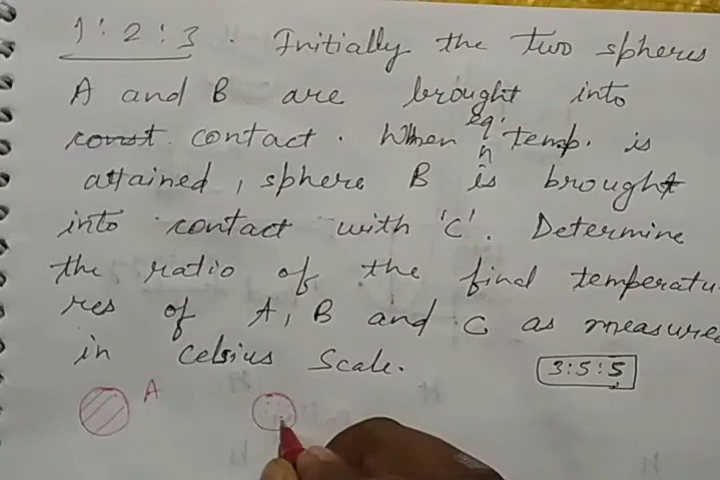 1 : 2 : 3 . Initially the two spheres
A and B are brought into
const contact . When eqn temp. is
attained , sphere B is brought
into contact with 'C'. Determine
the ratio of the final temperatu-
res of A, B and C as measured
in celsius scale.
3:5:5
A